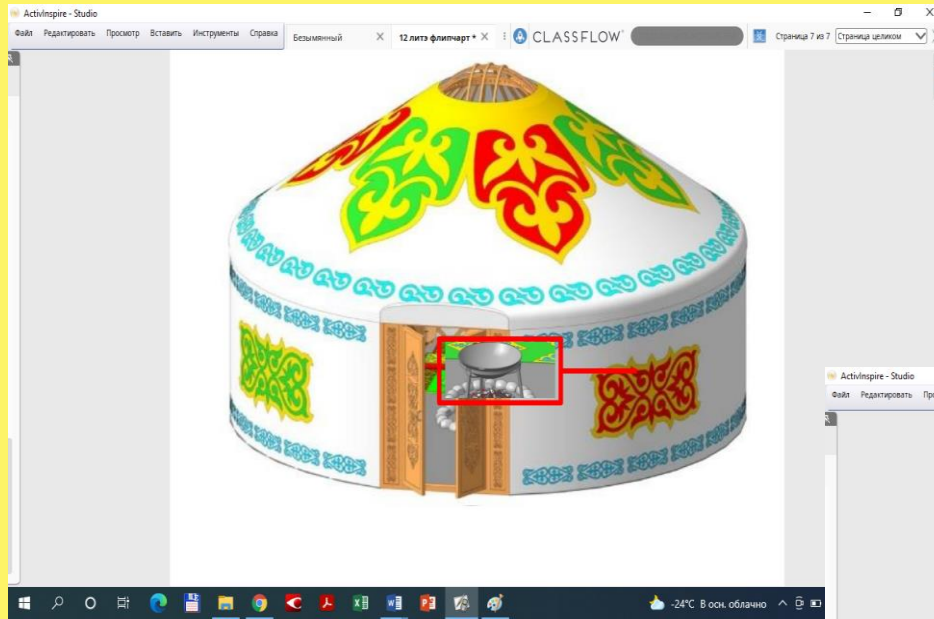 ActivInspire - Studio
Файл Редактировать Просмотр Вставить Инструменты Справка
Безымянный X 12 литэ флипчарт * X CLASSFLOW Страница 7 из 7 Страница целиком
-24°C В осн. облачно
ActivInspire - Studio
Файл Редактировать